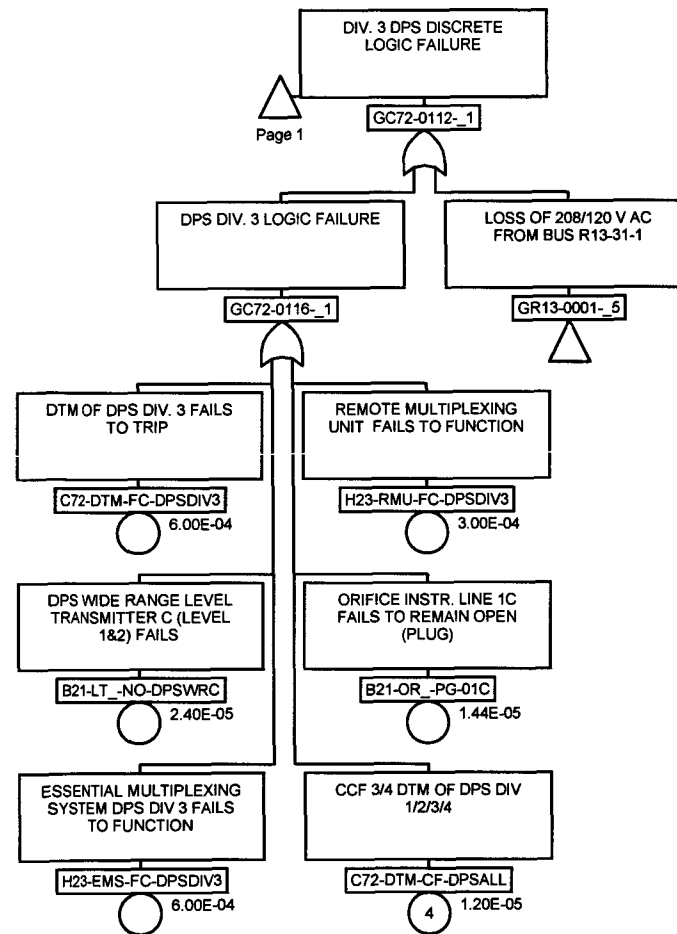 DIV. 3 DPS DISCRETE
LOGIC FAILURE
Page 1
GC72-0112-_1
DPS DIV. 3 LOGIC FAILURE
LOSS OF 208/120 V AC
FROM BUS R13-31-1
GC72-0116-_1
GR13-0001-_5
DTM OF DPS DIV. 3 FAILS
TO TRIP
REMOTE MULTIPLEXING
UNIT FAILS TO FUNCTION
C72-DTM-FC-DPSDIV3
6.00E-04
H23-RMU-FC-DPSDIV3
3.00E-04
DPS WIDE RANGE LEVEL
TRANSMITTER C (LEVEL
1&2) FAILS
ORIFICE INSTR. LINE 1C
FAILS TO REMAIN OPEN
(PLUG)
B21-LT_-NO-DPSWRC
2.40E-05
B21-OR_-PG-01C
1.44E-05
ESSENTIAL MULTIPLEXING
SYSTEM DPS DIV 3 FAILS
TO FUNCTION
CCF 3/4 DTM OF DPS DIV
1/2/3/4
H23-EMS-FC-DPSDIV3
6.00E-04
C72-DTM-CF-DPSALL
4
1.20E-05